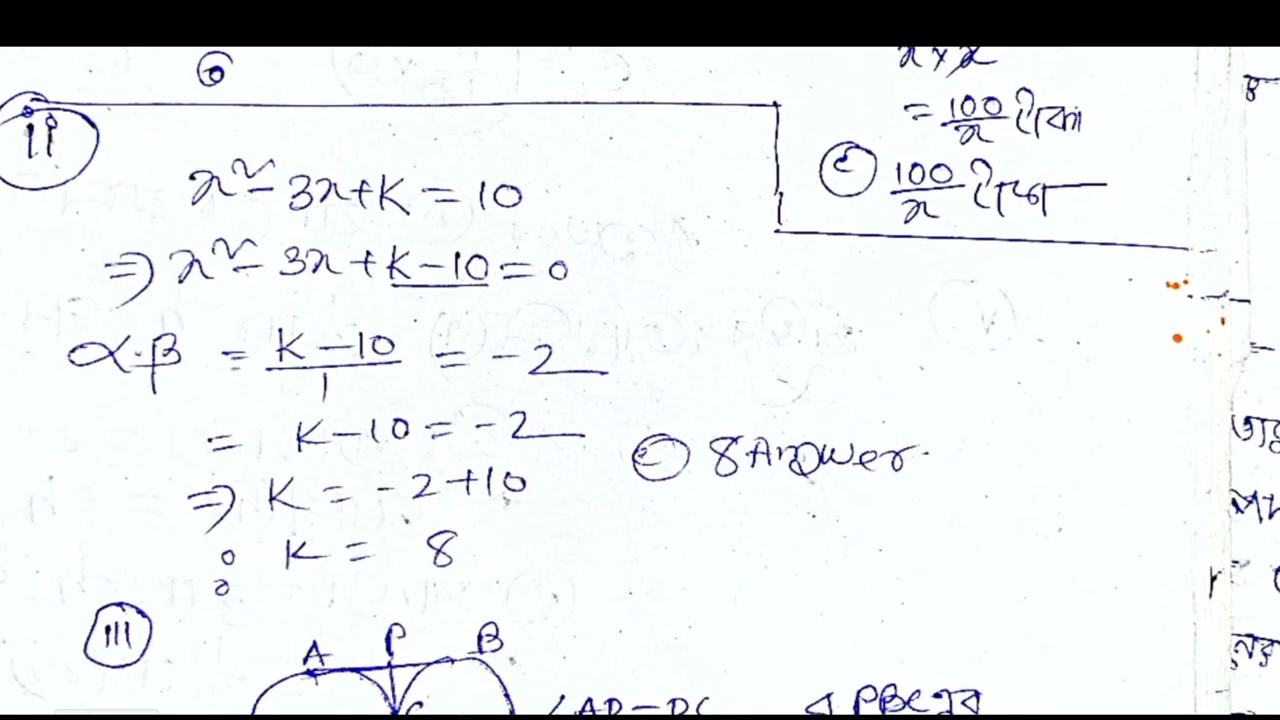 x × x
= 100/x টাকা
(c) 100/x টাকা
ii
x² - 3x + K = 10
⇒ x² - 3x + K - 10 = 0
α·β = K - 10 / 1 = -2
= K - 10 = -2
⇒ K = -2 + 10
∴ K = 8
(c) 8 Answer.
iii
A P B
C